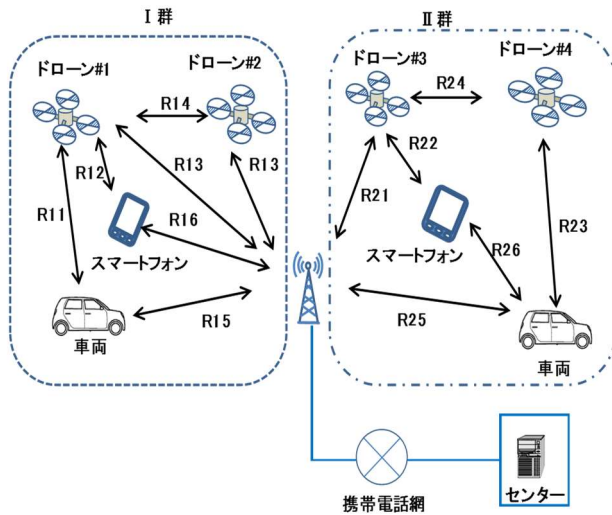 Ⅰ群
Ⅱ群
ドローン#1
ドローン#2
ドローン#3
ドローン#4
R14
R24
R12
R13
R13
R22
R11
R16
R21
R23
スマートフォン
スマートフォン
R26
R15
R25
車両
車両
携帯電話網
センター